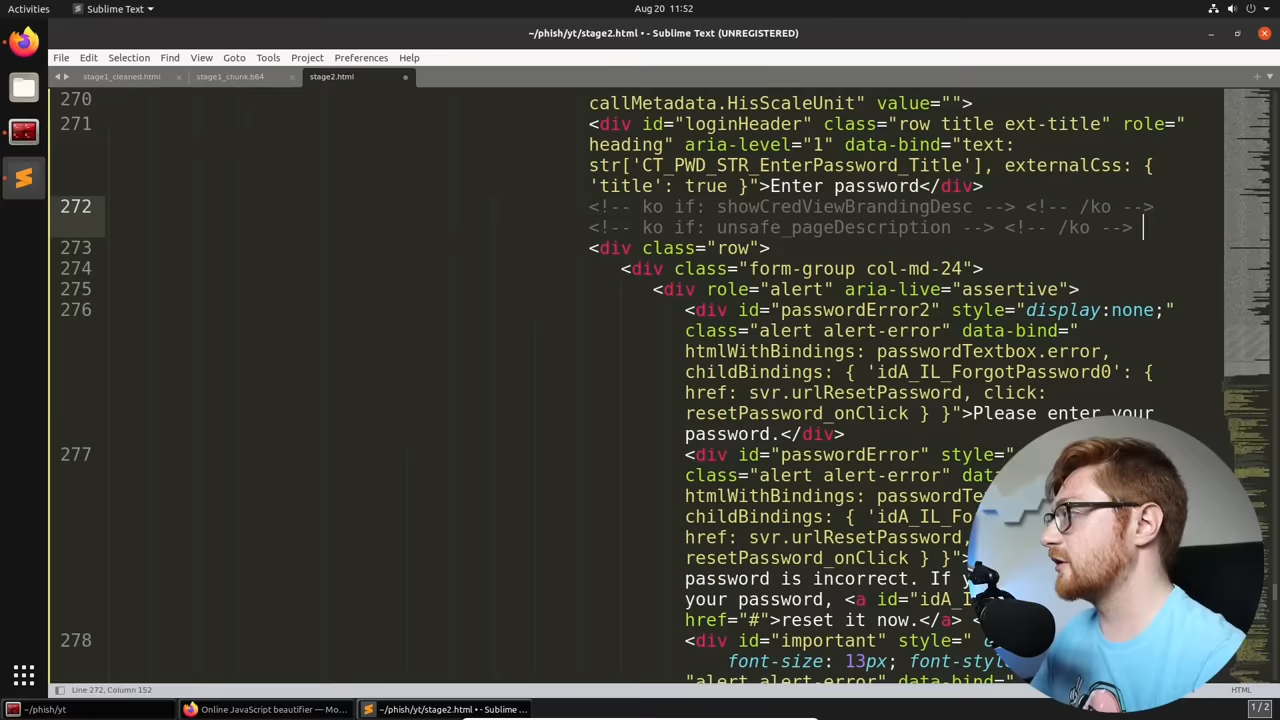 Activities
Sublime Text
Aug 20 11:52
~/phish/yt/stage2.html • - Sublime Text (UNREGISTERED)
File Edit Selection Find View Goto Tools Project Preferences Help
stage1_cleaned.html
stage1_chunk.b64
stage2.html
270 callMetadata.HisScaleUnit" value="">
271 <div id="loginHeader" class="row title ext-title" role="
heading" aria-level="1" data-bind="text:
str['CT_PWD_STR_EnterPassword_Title'], externalCss: {
'title': true }">Enter password</div>
272 <!-- ko if: showCredViewBrandingDesc --> <!-- /ko -->
<!-- ko if: unsafe_pageDescription --> <!-- /ko -->
273 <div class="row">
274 <div class="form-group col-md-24">
275 <div role="alert" aria-live="assertive">
276 <div id="passwordError2" style="display:none;"
class="alert alert-error" data-bind="
htmlWithBindings: passwordTextbox.error,
childBindings: { 'idA_IL_ForgotPassword0': {
href: svr.urlResetPassword, click:
resetPassword_onClick } }">Please enter your
password.</div>
277 <div id="passwordError" style="
class="alert alert-error"
htmlWithBindings:
childBindings: {
href: svr.urlResetPassword,
resetPassword_onClick } }">
password is incorrect. If
your password, <a
href="#">reset it now.</a>
278 <div id="important" style="
font-size: 13px;
"alert alert-error"
Line 272, Column 152
HTML
~/phish/yt
Online JavaScript beautifier — Mo...
~/phish/yt/stage2.html • - Sublime ...
1 / 2